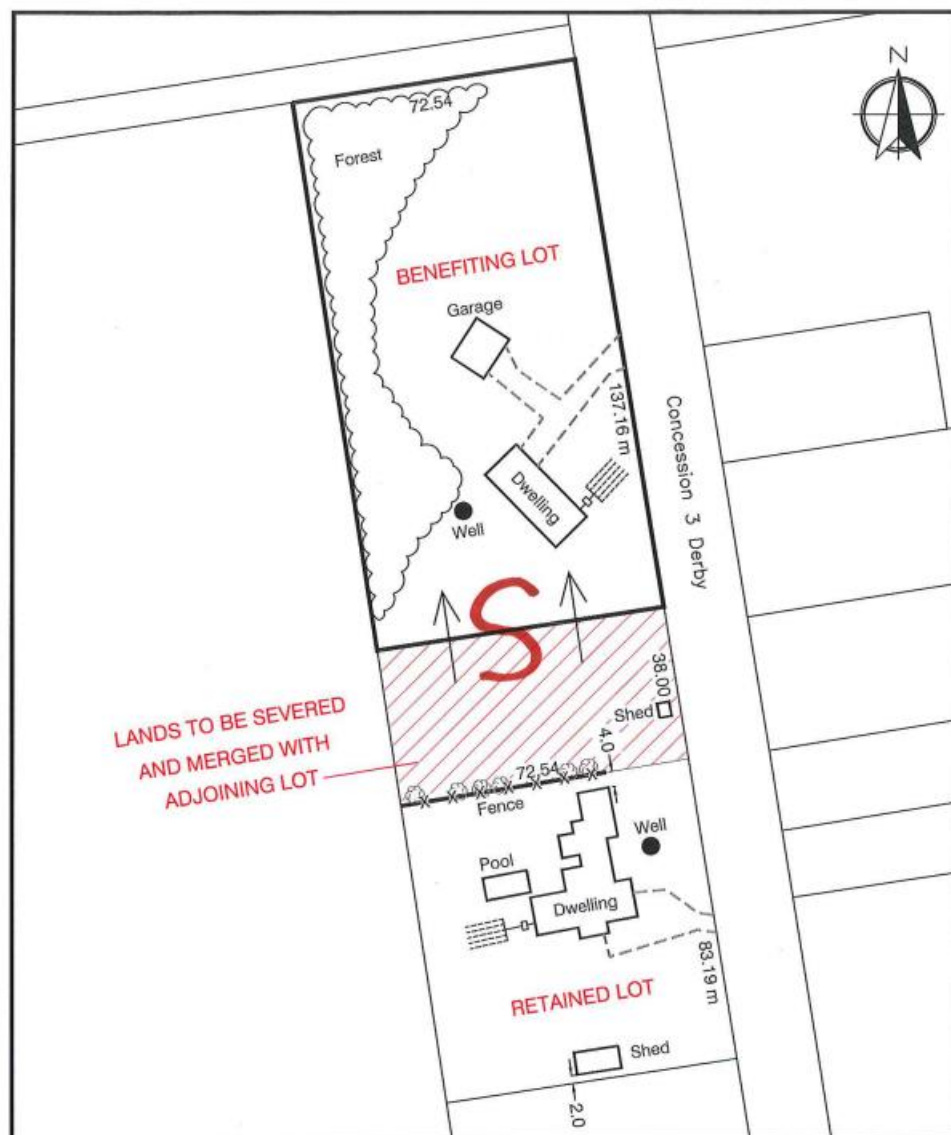 N
72.54
Forest
BENEFITING LOT
Garage
137.16 m
Concession 3 Derby
Dwelling
Well
S
38.00
LANDS TO BE SEVERED
AND MERGED WITH
ADJOINING LOT
Shed
4.0
72.54
Fence
Well
Pool
Dwelling
83.19 m
RETAINED LOT
Shed
2.0